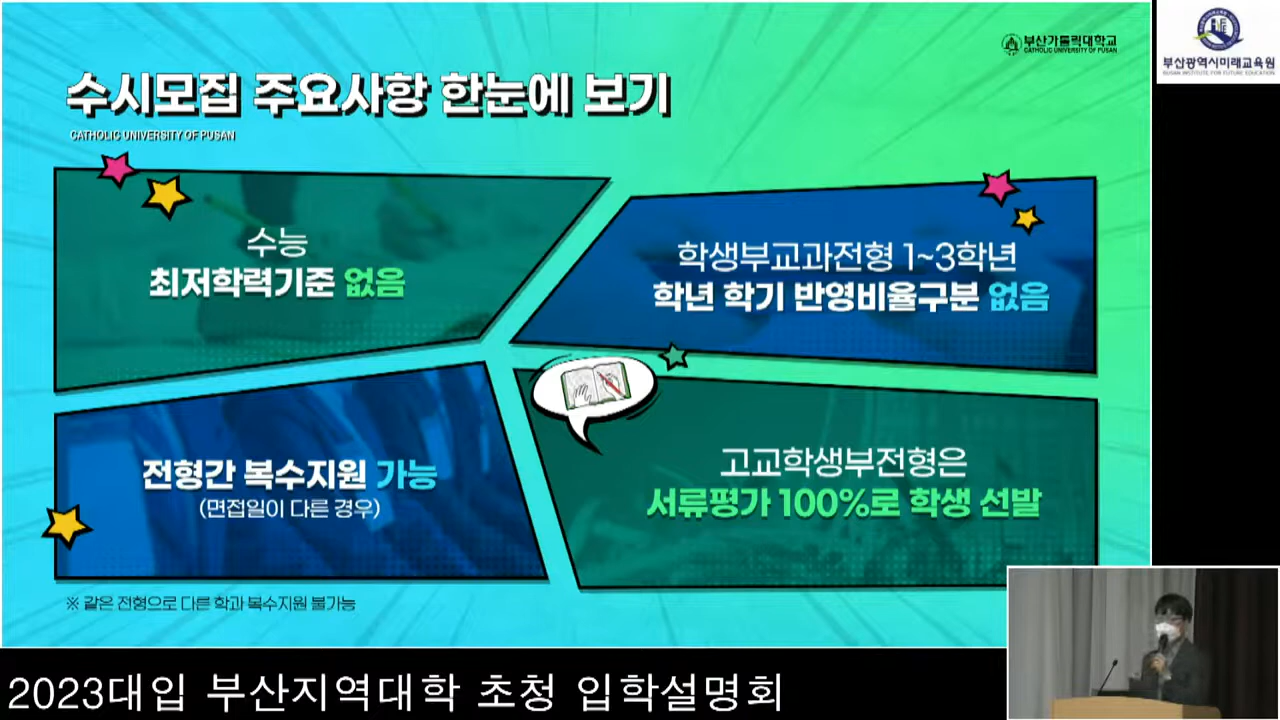 부산가톨릭대학교
CATHOLIC UNIVERSITY OF PUSAN
부산광역시미래교육원
BUSAN INSTITUTE FOR FUTURE EDUCATION
수시모집 주요사항 한눈에 보기
CATHOLIC UNIVERSITY OF PUSAN
수능
최저학력기준 없음
학생부교과전형 1~3학년
학년 학기 반영비율구분 없음
전형간 복수지원 가능
(면접일이 다른 경우)
고교학생부전형은
서류평가 100%로 학생 선발
※ 같은 전형으로 다른 학과 복수지원 불가능
2023대입 부산지역대학 초청 입학설명회